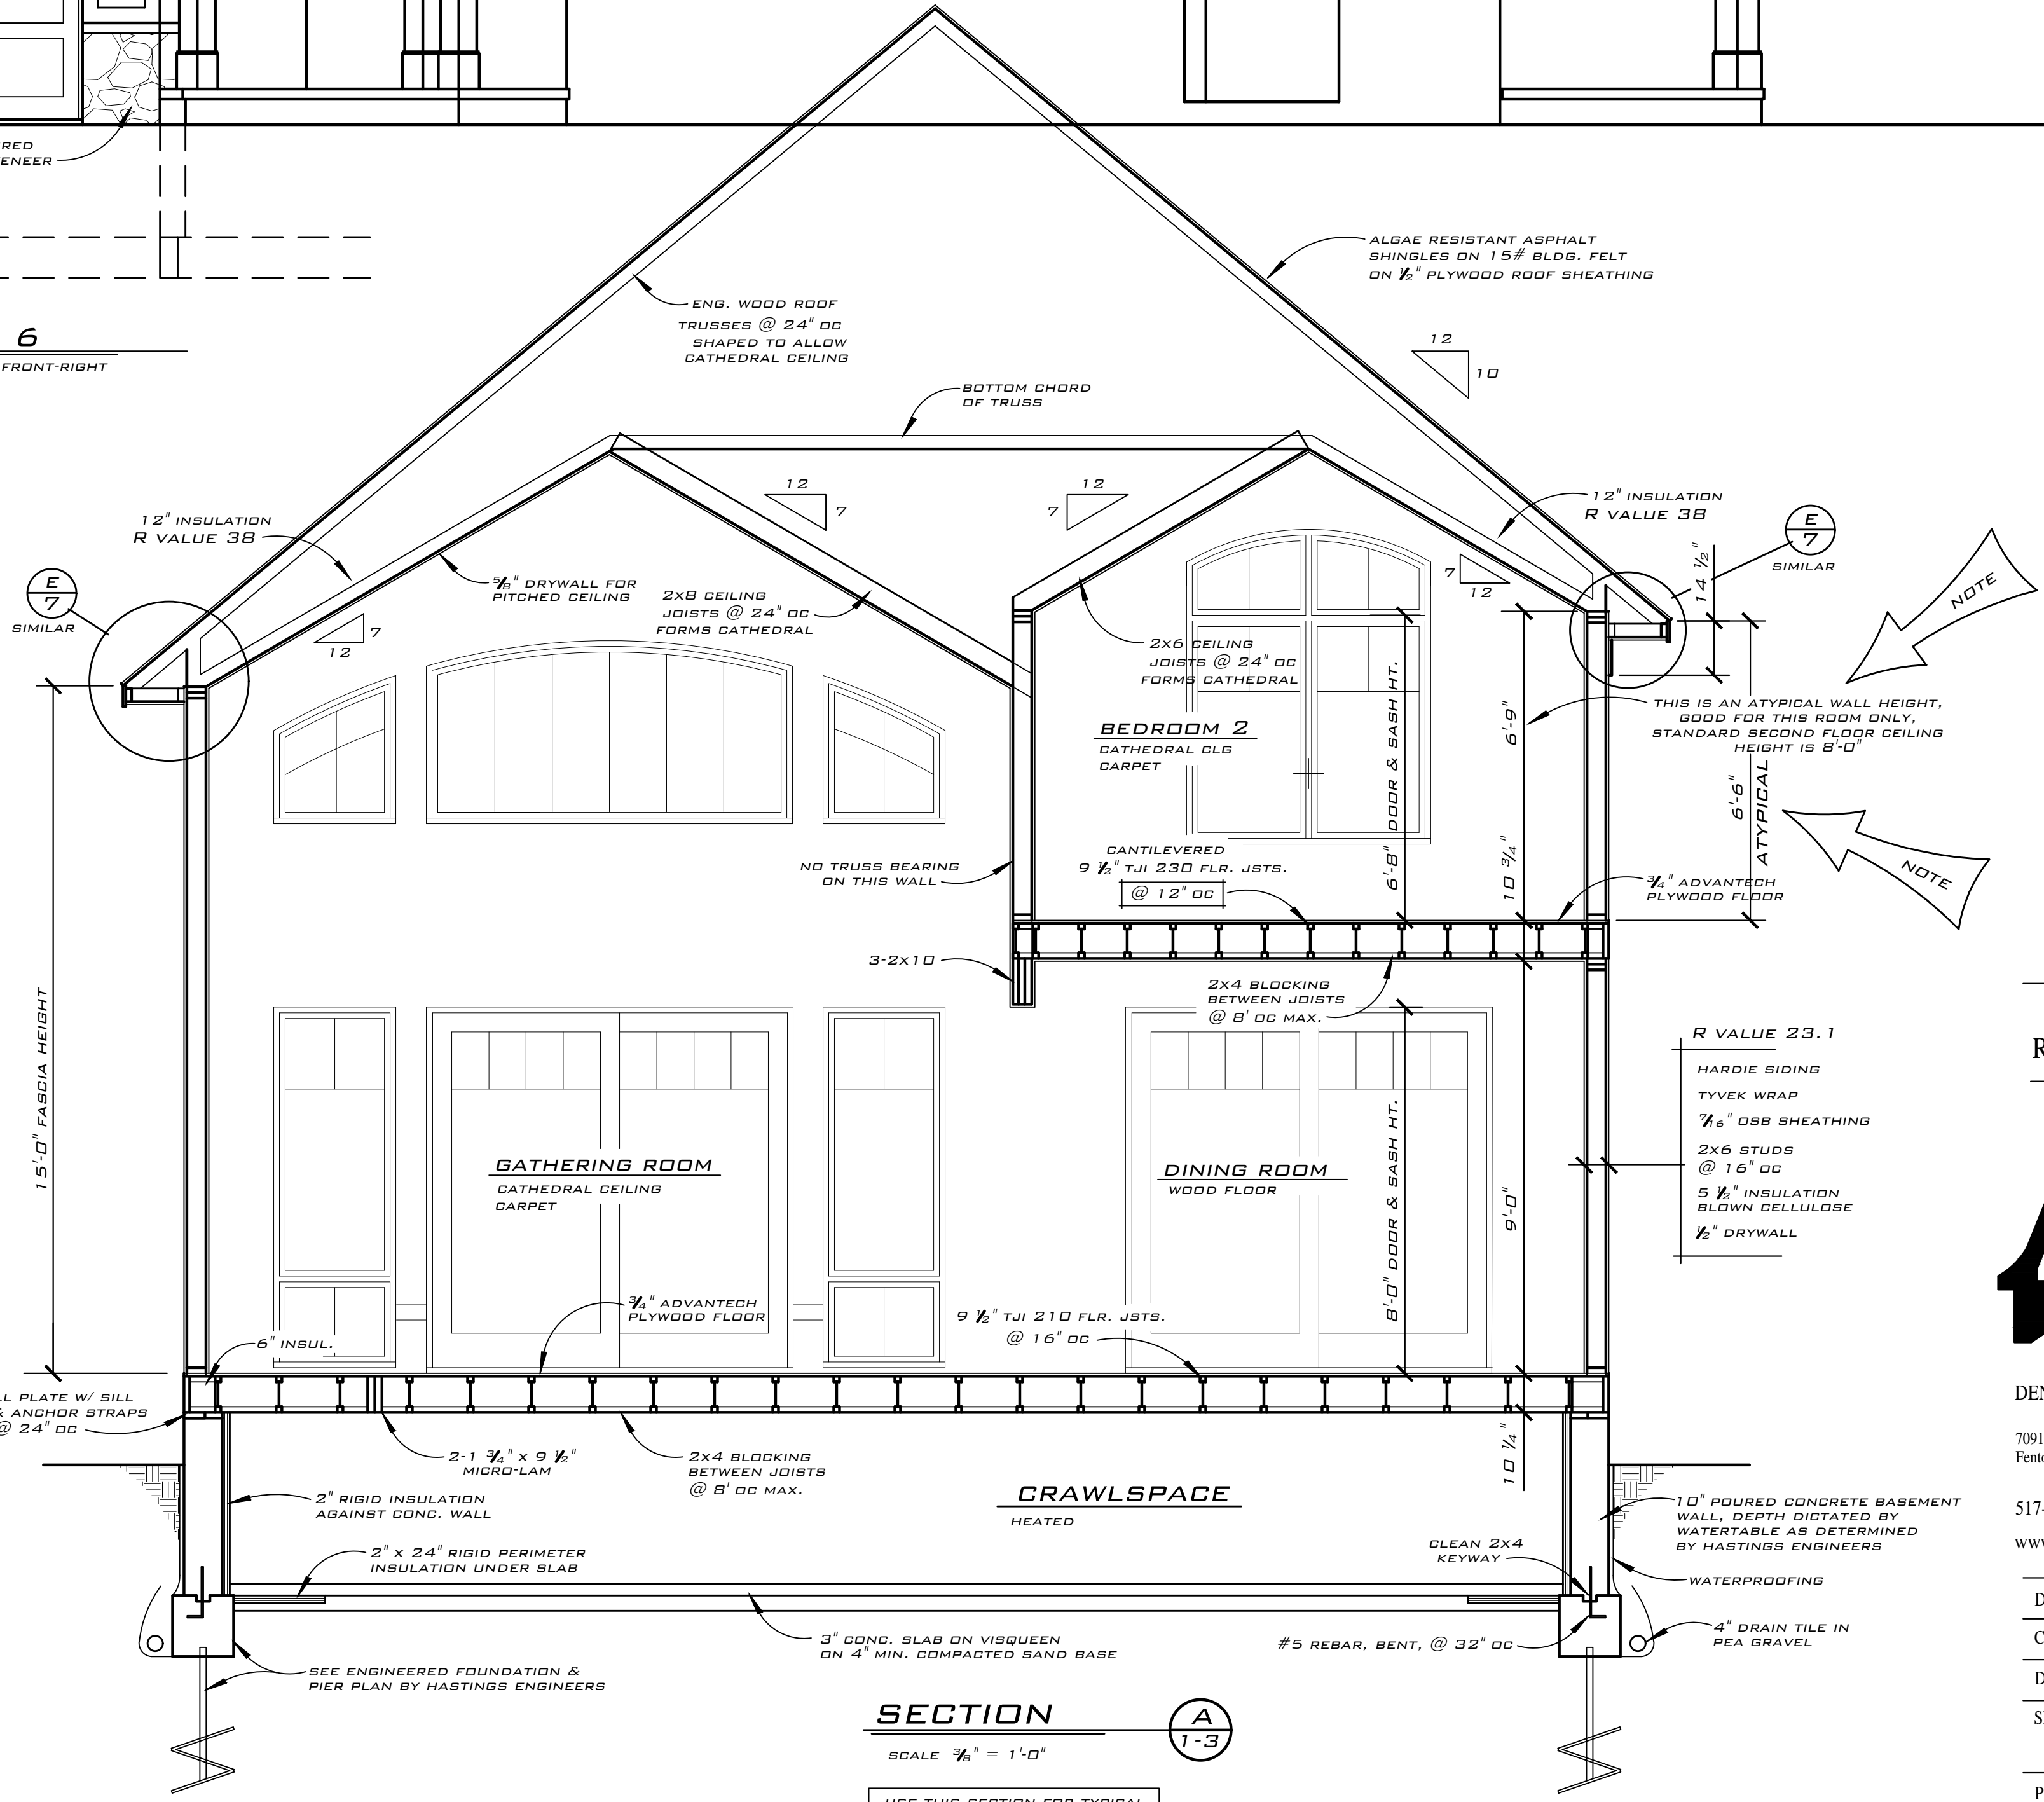 RED
ENEER
6
FRONT-RIGHT
ALGAE RESISTANT ASPHALT
SHINGLES ON 15# BLDG. FELT
ON 1/2" PLYWOOD ROOF SHEATHING
ENG. WOOD ROOF
TRUSSES @ 24" OC
SHAPED TO ALLOW
CATHEDRAL CEILING
12
10
BOTTOM CHORD
OF TRUSS
12
7
12
7
12" INSULATION
R VALUE 38
12" INSULATION
R VALUE 38
E
7
SIMILAR
14 1/2"
NOTE
E
7
SIMILAR
5/8" DRYWALL FOR
PITCHED CEILING
2x8 CEILING
JOISTS @ 24" OC
FORMS CATHEDRAL
7
12
7
12
2x6 CEILING
JOISTS @ 24" OC
FORMS CATHEDRAL
BEDROOM 2
CATHEDRAL CLG
CARPET
6'-8" DOOR & SASH HT.
6'-9"
THIS IS AN ATYPICAL WALL HEIGHT,
GOOD FOR THIS ROOM ONLY,
STANDARD SECOND FLOOR CEILING
HEIGHT IS 8'-0"
6'-6"
ATYPICAL
NOTE
NO TRUSS BEARING
ON THIS WALL
CANTILEVERED
9 1/2" TJI 230 FLR. JSTS.
@ 12" OC
10 3/4"
3/4" ADVANTECH
PLYWOOD FLOOR
3-2x10
2x4 BLOCKING
BETWEEN JOISTS
@ 8' OC MAX.
15'-0" FASCIA HEIGHT
R VALUE 23.1
HARDIE SIDING
TYVEK WRAP
7/16" OSB SHEATHING
2x6 STUDS
@ 16" OC
5 1/2" INSULATION
BLOWN CELLULOSE
1/2" DRYWALL
R
GATHERING ROOM
CATHEDRAL CEILING
CARPET
DINING ROOM
WOOD FLOOR
8'-0" DOOR & SASH HT.
9'-0"
3/4" ADVANTECH
PLYWOOD FLOOR
9 1/2" TJI 210 FLR. JSTS.
@ 16" OC
6" INSUL.
LL PLATE W/ SILL
& ANCHOR STRAPS
@ 24" OC
2-1 3/4" x 9 1/2"
MICRO-LAM
2x4 BLOCKING
BETWEEN JOISTS
@ 8' OC MAX.
10 1/4"
2" RIGID INSULATION
AGAINST CONC. WALL
CRAWLSPACE
HEATED
10" POURED CONCRETE BASEMENT
WALL, DEPTH DICTATED BY
WATERTABLE AS DETERMINED
BY HASTINGS ENGINEERS
2" x 24" RIGID PERIMETER
INSULATION UNDER SLAB
CLEAN 2x4
KEYWAY
WATERPROOFING
3" CONC. SLAB ON VISQUEEN
ON 4" MIN. COMPACTED SAND BASE
#5 REBAR, BENT, @ 32" OC
4" DRAIN TILE IN
PEA GRAVEL
SEE ENGINEERED FOUNDATION &
PIER PLAN BY HASTINGS ENGINEERS
SECTION
A
1-3
SCALE 3/8" = 1'-0"
USE THIS SECTION FOR TYPICAL
DEN
7091
Fento
517-
www
D
C
D
S
P